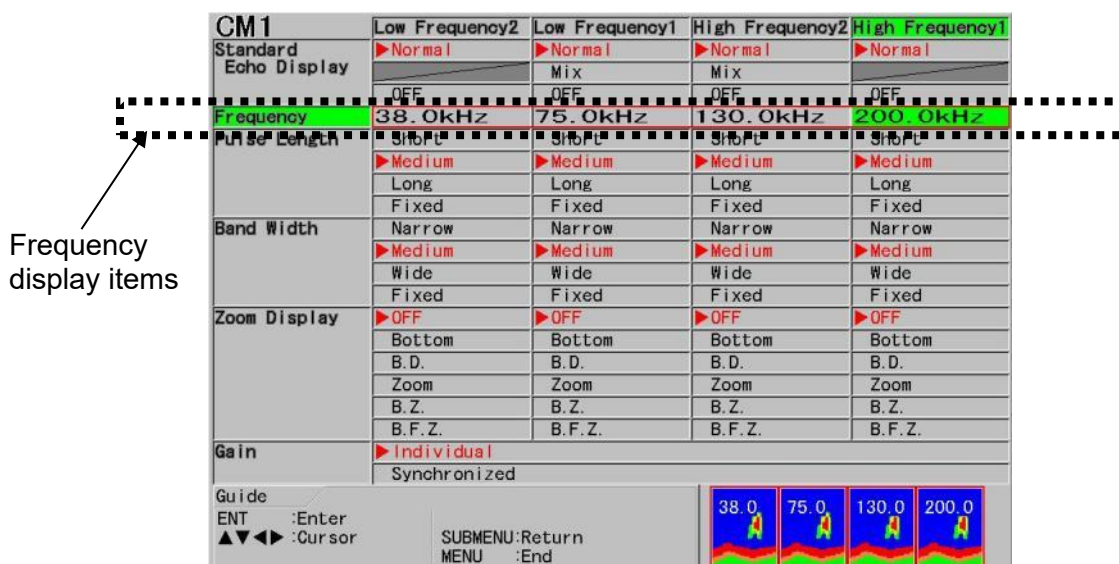 CM1 Low Frequency2 Low Frequency1 High Frequency2 High Frequency1
Standard ▶Normal ▶Normal ▶Normal ▶Normal
Echo Display Mix Mix
OFF OFF OFF OFF
Frequency 38.0kHz 75.0kHz 130.0kHz 200.0kHz
Pulse Length Short Short Short Short
▶Medium ▶Medium ▶Medium ▶Medium
Long Long Long Long
Fixed Fixed Fixed Fixed
Band Width Narrow Narrow Narrow Narrow
▶Medium ▶Medium ▶Medium ▶Medium
Wide Wide Wide Wide
Fixed Fixed Fixed Fixed
Frequency
display items
Zoom Display ▶OFF ▶OFF ▶OFF ▶OFF
Bottom Bottom Bottom Bottom
B.D. B.D. B.D. B.D.
Zoom Zoom Zoom Zoom
B.Z. B.Z. B.Z. B.Z.
B.F.Z. B.F.Z. B.F.Z. B.F.Z.
Gain ▶Individual
Synchronized
Guide
ENT :Enter
▲▼◀▶ :Cursor SUBMENU:Return
MENU :End
38.0 75.0 130.0 200.0